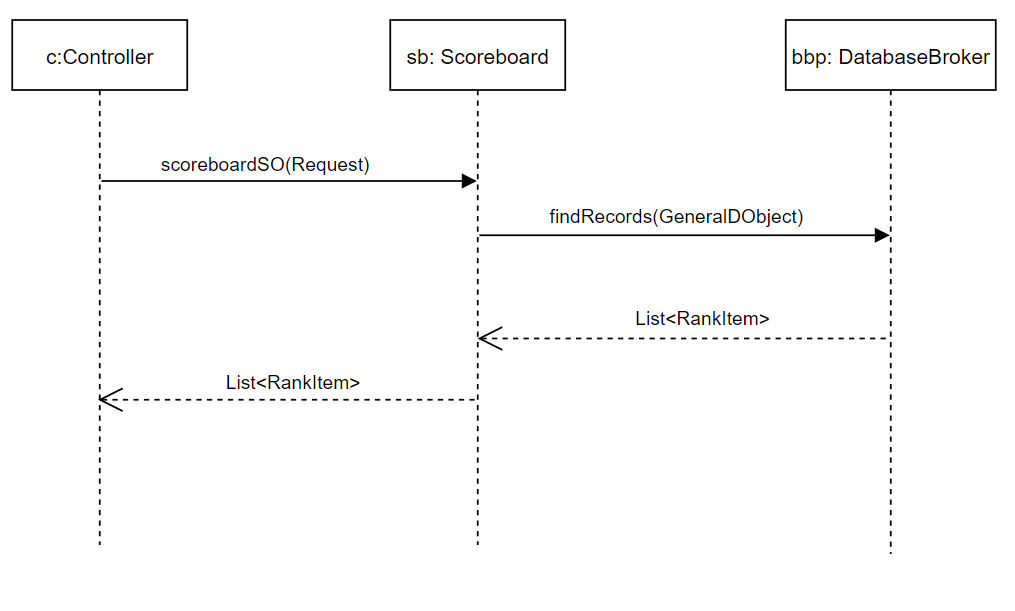 c:Controller
sb: Scoreboard
bbp: DatabaseBroker
scoreboardSO(Request)
findRecords(GeneralDObject)
List<RankItem>
List<RankItem>